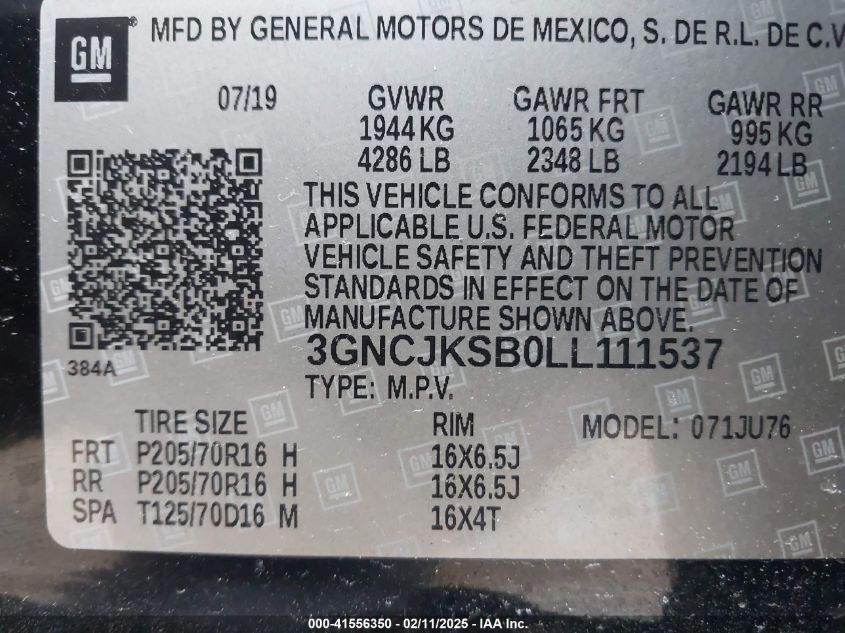 GM
MFD BY GENERAL MOTORS DE MEXICO, S. DE R.L. DE C.V
07/19 GVWR GAWR FRT GAWR RR
1944 KG 1065 KG 995 KG
4286 LB 2348 LB 2194 LB
THIS VEHICLE CONFORMS TO ALL
APPLICABLE U.S. FEDERAL MOTOR
VEHICLE SAFETY AND THEFT PREVENTION
STANDARDS IN EFFECT ON THE DATE OF
MANUFACTURE SHOWN ABOVE.
384A
3GNCJKSB0LL111537
TYPE: M.P.V.
TIRE SIZE RIM MODEL: 071JU76
FRT P205/70R16 H 16X6.5J
RR P205/70R16 H 16X6.5J
SPA T125/70D16 M 16X4T
000-41556350 - 02/11/2025 - IAA Inc.